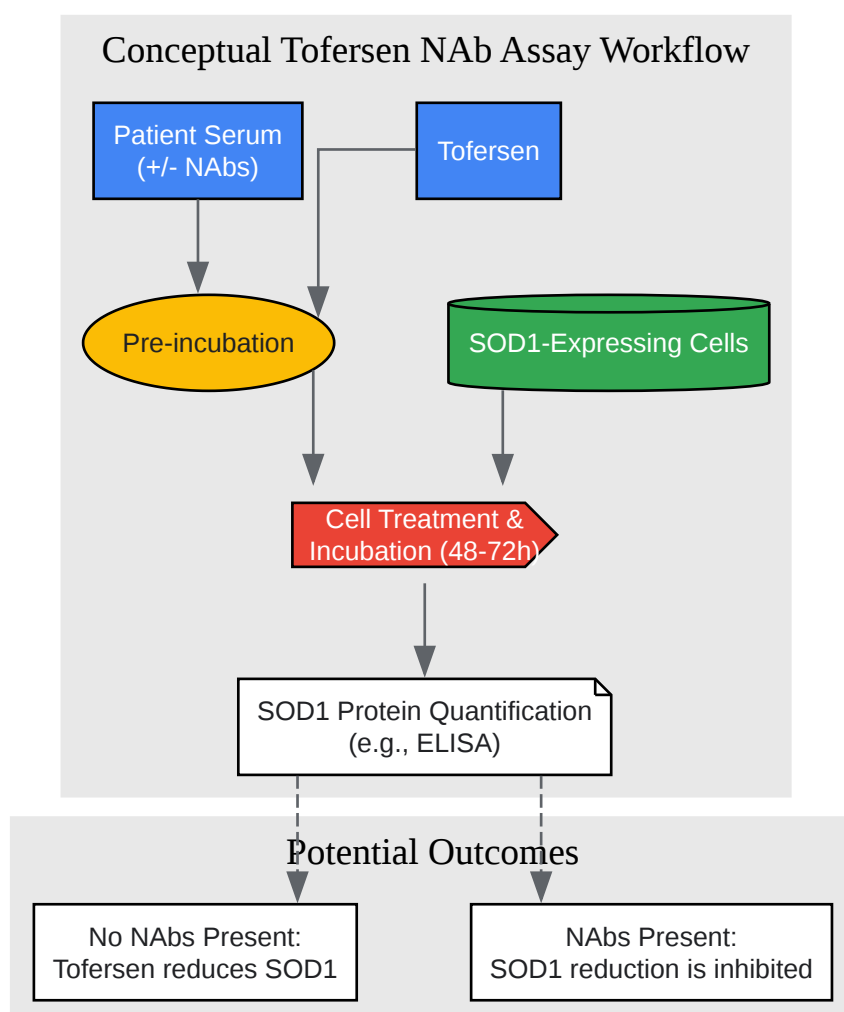 Conceptual Tofersen NAb Assay Workflow
Patient Serum
(+/- NAbs)
Tofersen
Pre-incubation
SOD1-Expressing Cells
Cell Treatment &
Incubation (48-72h)
SOD1 Protein Quantification
(e.g., ELISA)
Potential Outcomes
No NAbs Present:
Tofersen reduces SOD1
NAbs Present:
SOD1 reduction is inhibited